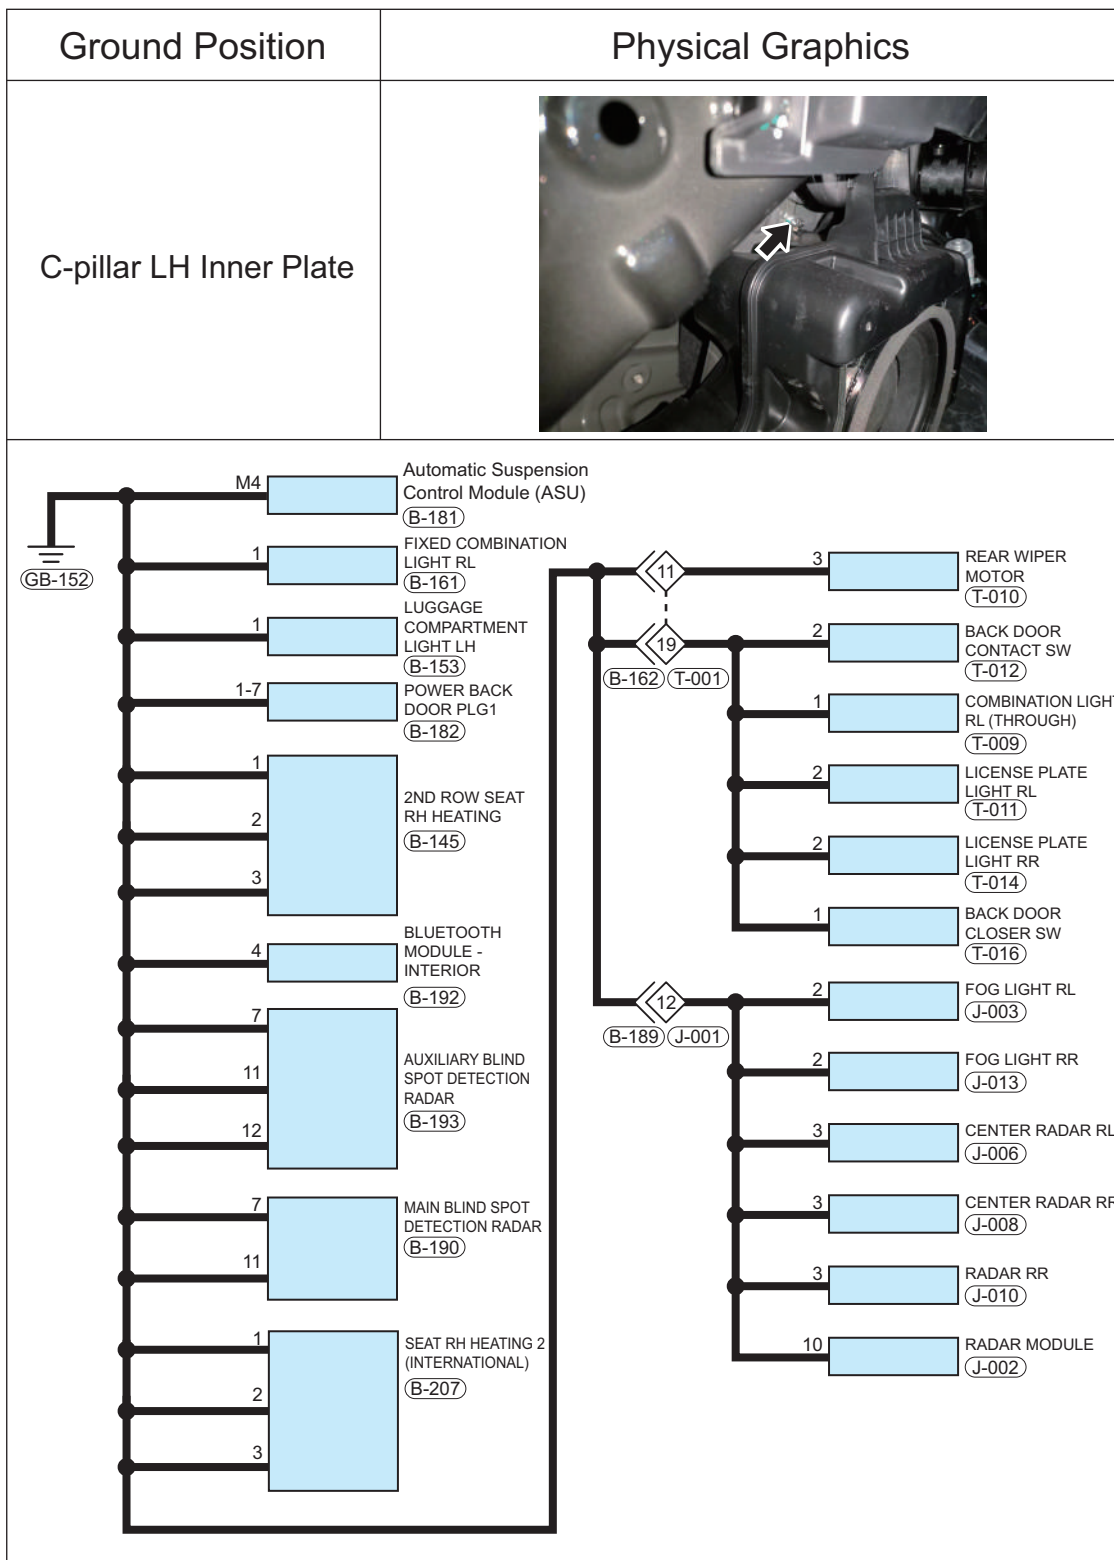 Ground Position
Physical Graphics
C-pillar LH Inner Plate
GB-152
M4
Automatic Suspension
Control Module (ASU)
B-181
1
FIXED COMBINATION
LIGHT RL
B-161
1
LUGGAGE
COMPARTMENT
LIGHT LH
B-153
1-7
POWER BACK
DOOR PLG1
B-182
1
2
3
2ND ROW SEAT
RH HEATING
B-145
4
BLUETOOTH
MODULE -
INTERIOR
B-192
7
11
12
AUXILIARY BLIND
SPOT DETECTION
RADAR
B-193
7
11
MAIN BLIND SPOT
DETECTION RADAR
B-190
1
2
3
SEAT RH HEATING 2
(INTERNATIONAL)
B-207
11
3
REAR WIPER
MOTOR
T-010
19
B-162 T-001
2
BACK DOOR
CONTACT SW
T-012
1
COMBINATION LIGHT
RL (THROUGH)
T-009
2
LICENSE PLATE
LIGHT RL
T-011
2
LICENSE PLATE
LIGHT RR
T-014
1
BACK DOOR
CLOSER SW
T-016
12
B-189 J-001
2
FOG LIGHT RL
J-003
2
FOG LIGHT RR
J-013
3
CENTER RADAR RL
J-006
3
CENTER RADAR RR
J-008
3
RADAR RR
J-010
10
RADAR MODULE
J-002